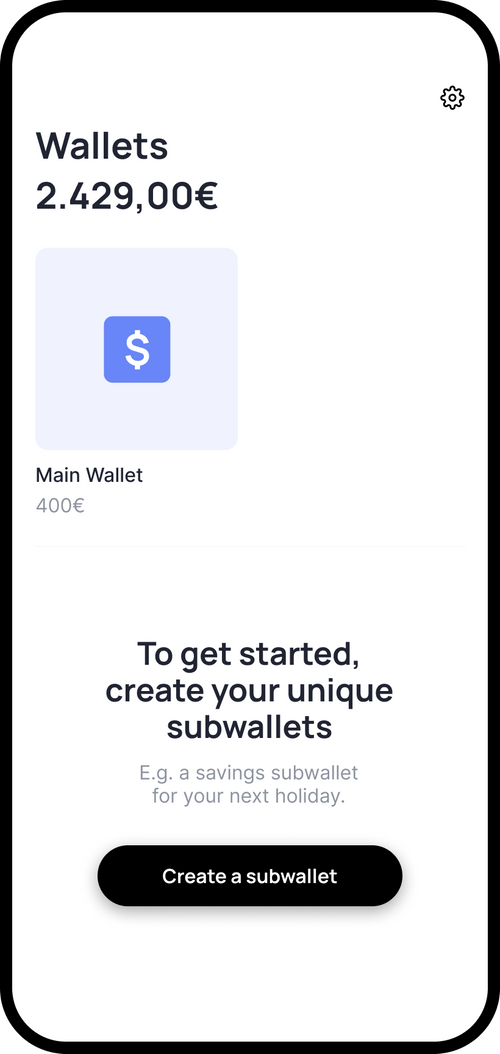 Wallets
2.429,00€
$
Main Wallet
400€
To get started,
create your unique
subwallets
E.g. a savings subwallet
for your next holiday.
Create a subwallet